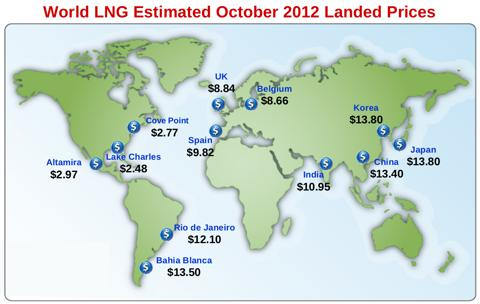 World LNG Estimated October 2012 Landed Prices
UK
$8.84
Belgium
$8.66
Cove Point
$2.77
Korea
$13.80
Spain
$9.82
Japan
$13.80
Altamira
$2.97
Lake Charles
$2.48
India
$10.95
China
$13.40
Rio de Janeiro
$12.10
Bahia Blanca
$13.50